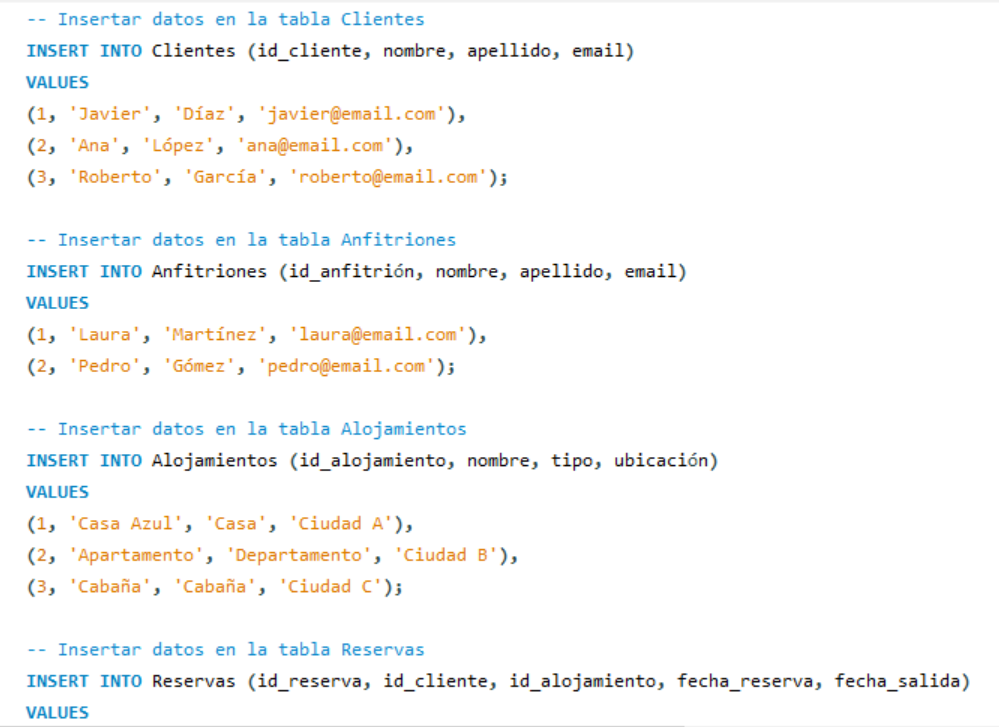 -- Insertar datos en la tabla Clientes
INSERT INTO Clientes (id_cliente, nombre, apellido, email)
VALUES
(1, 'Javier', 'Díaz', 'javier@email.com'),
(2, 'Ana', 'López', 'ana@email.com'),
(3, 'Roberto', 'García', 'roberto@email.com');
-- Insertar datos en la tabla Anfitriones
INSERT INTO Anfitriones (id_anfitrión, nombre, apellido, email)
VALUES
(1, 'Laura', 'Martínez', 'laura@email.com'),
(2, 'Pedro', 'Gómez', 'pedro@email.com');
-- Insertar datos en la tabla Alojamientos
INSERT INTO Alojamientos (id_alojamiento, nombre, tipo, ubicación)
VALUES
(1, 'Casa Azul', 'Casa', 'Ciudad A'),
(2, 'Apartamento', 'Departamento', 'Ciudad B'),
(3, 'Cabaña', 'Cabaña', 'Ciudad C');
-- Insertar datos en la tabla Reservas
INSERT INTO Reservas (id_reserva, id_cliente, id_alojamiento, fecha_reserva, fecha_salida)
VALUES